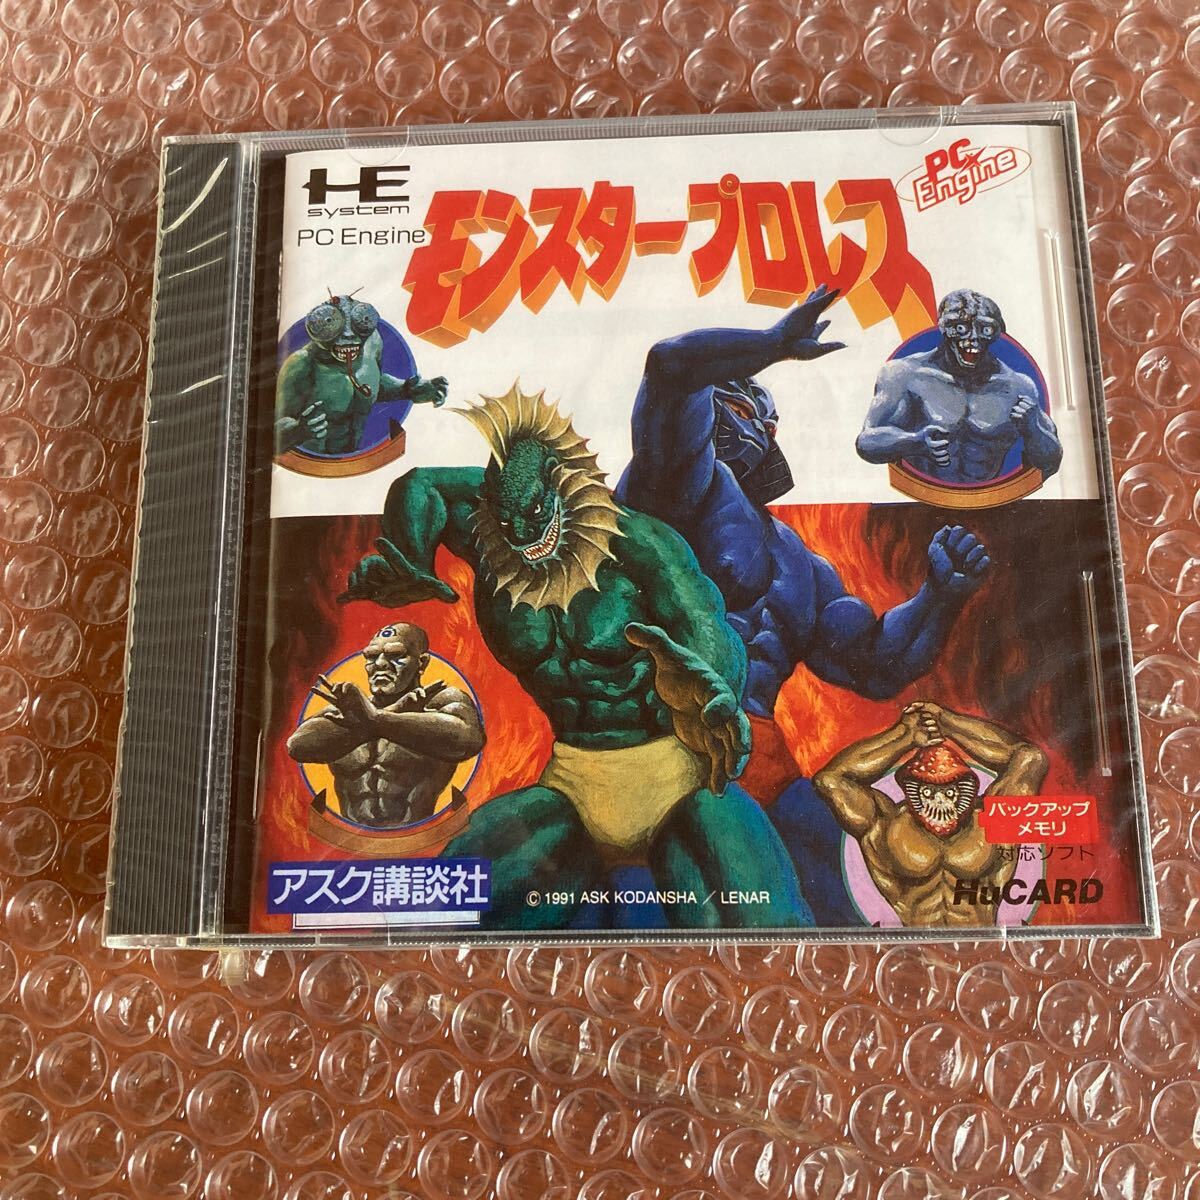 HE
system
PC Engine
モンスタープロレス
PC Engine
バックアップ
メモリ
対応ソフト
HuCARD
アスク講談社
© 1991 ASK KODANSHA / LENAR